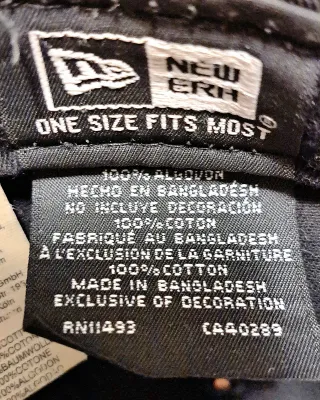 NEW
ERA
ONE SIZE FITS MOST
100% ALGODON
HECHO EN BANGLADESH
NO INCLUYE DECORACIÓN
100% COTON
FABRIQUÉ AU BANGLADESH
À L'EXCLUSION DE LA GARNITURE
100% COTTON
MADE IN BANGLADESH
EXCLUSIVE OF DECORATION
RN11493 CA40289